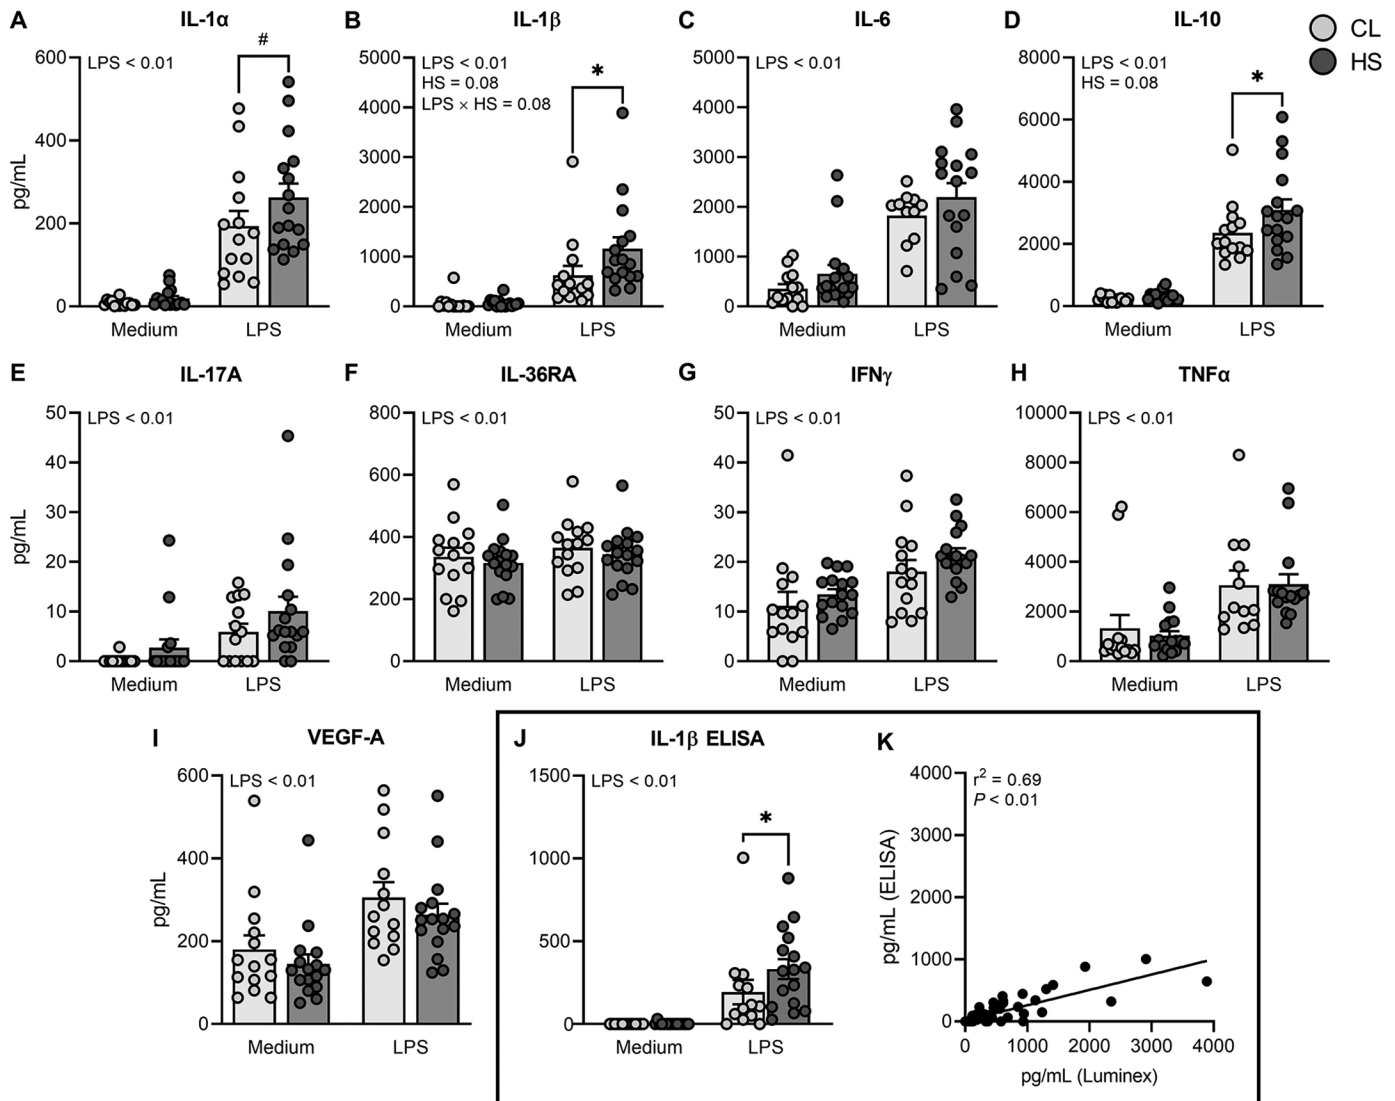 A IL-1α
B IL-1β
C IL-6
D IL-10
CL
HS
LPS < 0.01
#
600
400
200
0
pg/mL
Medium LPS
LPS < 0.01
HS = 0.08
LPS × HS = 0.08
*
5000
4000
3000
2000
1000
0
Medium LPS
LPS < 0.01
5000
4000
3000
2000
1000
0
Medium LPS
LPS < 0.01
HS = 0.08
*
8000
6000
4000
2000
0
Medium LPS
E IL-17A
LPS < 0.01
50
40
30
20
10
0
pg/mL
Medium LPS
F IL-36RA
LPS < 0.01
800
600
400
200
0
Medium LPS
G IFNγ
LPS < 0.01
50
40
30
20
10
0
Medium LPS
H TNFα
LPS < 0.01
10000
8000
6000
4000
2000
0
Medium LPS
I VEGF-A
LPS < 0.01
600
400
200
0
pg/mL
Medium LPS
J IL-1β ELISA
LPS < 0.01
*
1500
1000
500
0
Medium LPS
K
r² = 0.69
P < 0.01
4000
3000
2000
1000
0
pg/mL (ELISA)
0 1000 2000 3000 4000
pg/mL (Luminex)